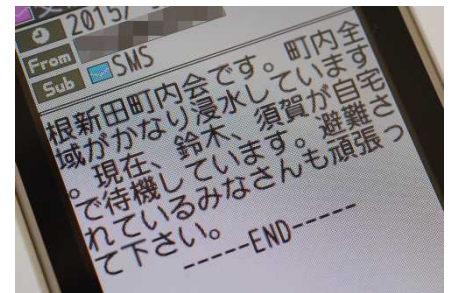 2015/
From
Sub SMS
根新田町内会です。町内全
域がかなり浸水しています
。現在、鈴木、須賀が自宅
で待機しています。避難さ
れているみなさんも頑張っ
て下さい。
-----END-----